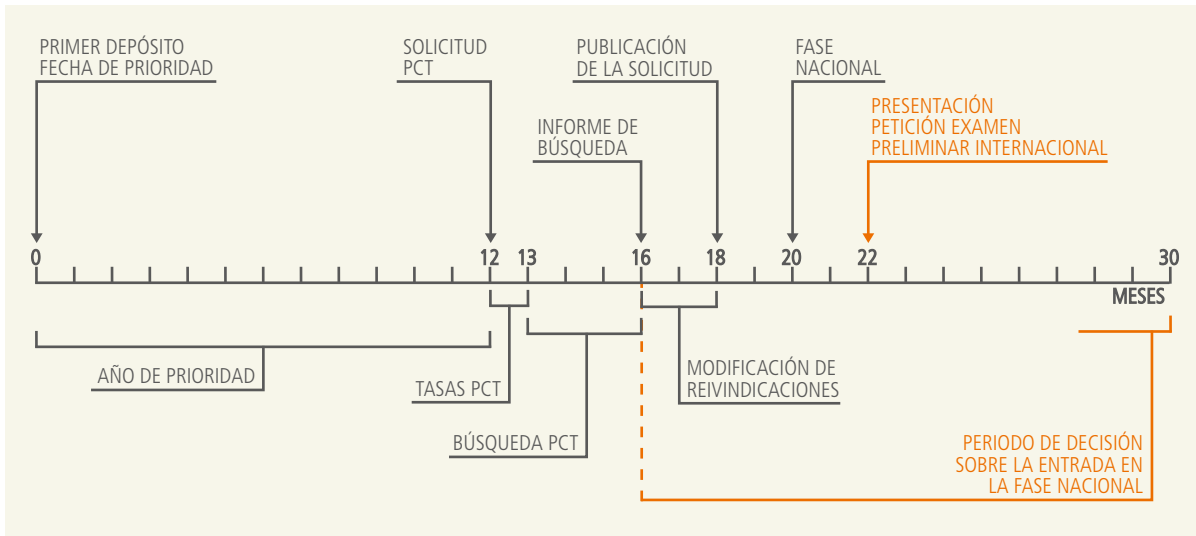 PRIMER DEPÓSITO
FECHA DE PRIORIDAD
SOLICITUD
PCT
PUBLICACIÓN
DE LA SOLICITUD
FASE
NACIONAL
INFORME DE
BÚSQUEDA
PRESENTACIÓN
PETICIÓN EXAMEN
PRELIMINAR INTERNACIONAL
0 12 13 16 18 20 22 30
MESES
AÑO DE PRIORIDAD
TASAS PCT
BÚSQUEDA PCT
MODIFICACIÓN DE
REIVINDICACIONES
PERIODO DE DECISIÓN
SOBRE LA ENTRADA EN
LA FASE NACIONAL